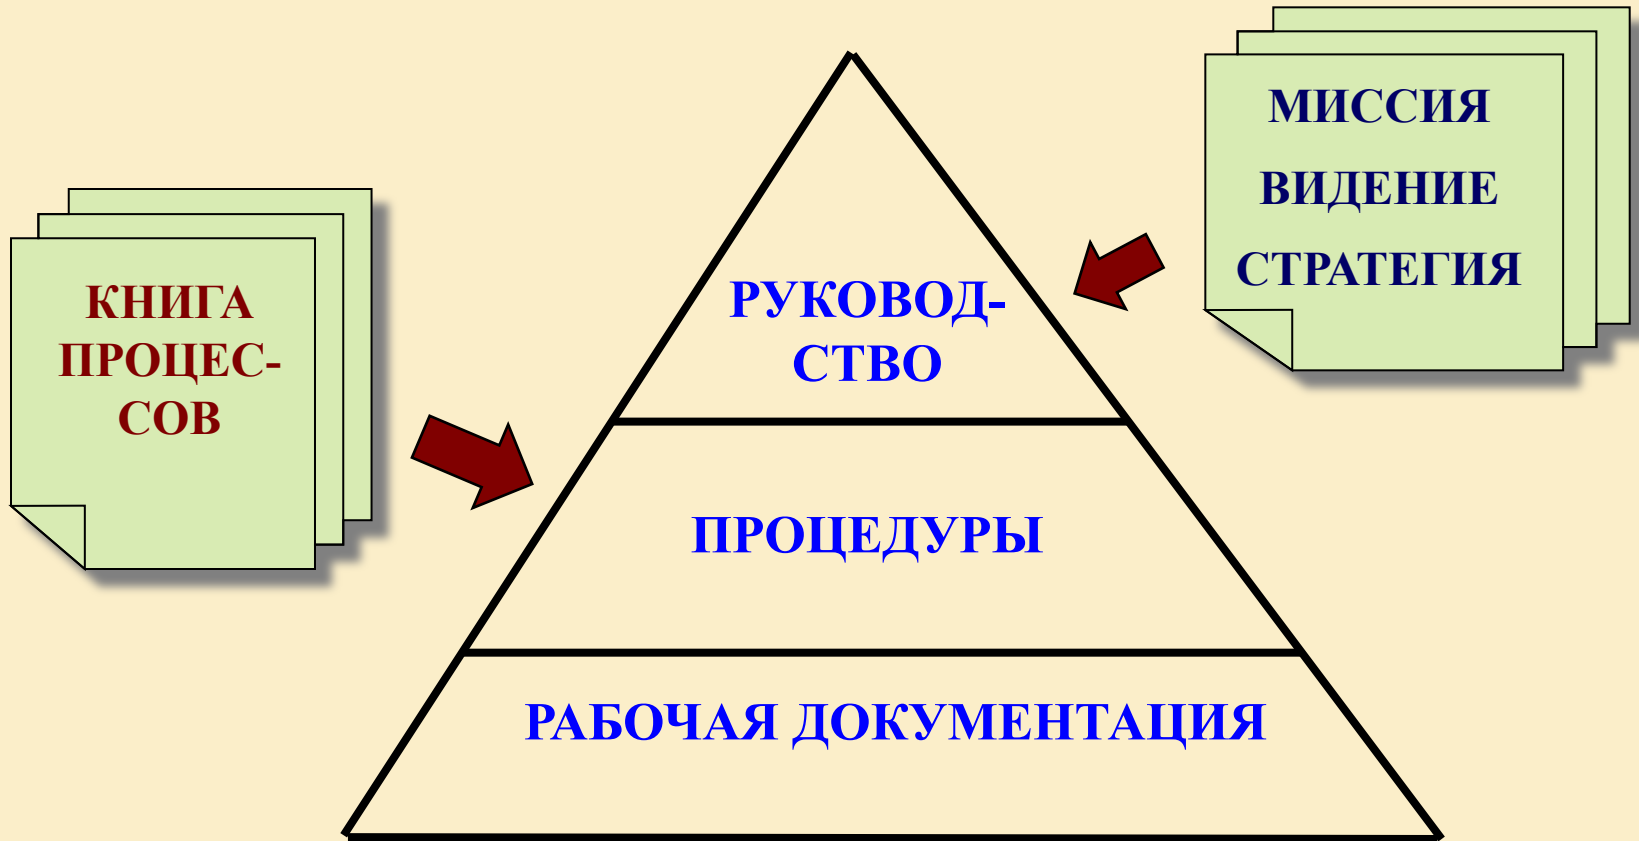 МИССИЯ
ВИДЕНИЕ
СТРАТЕГИЯ
КНИГА
ПРОЦЕС-
СОВ
РУКОВОД-
СТВО
ПРОЦЕДУРЫ
РАБОЧАЯ ДОКУМЕНТАЦИЯ